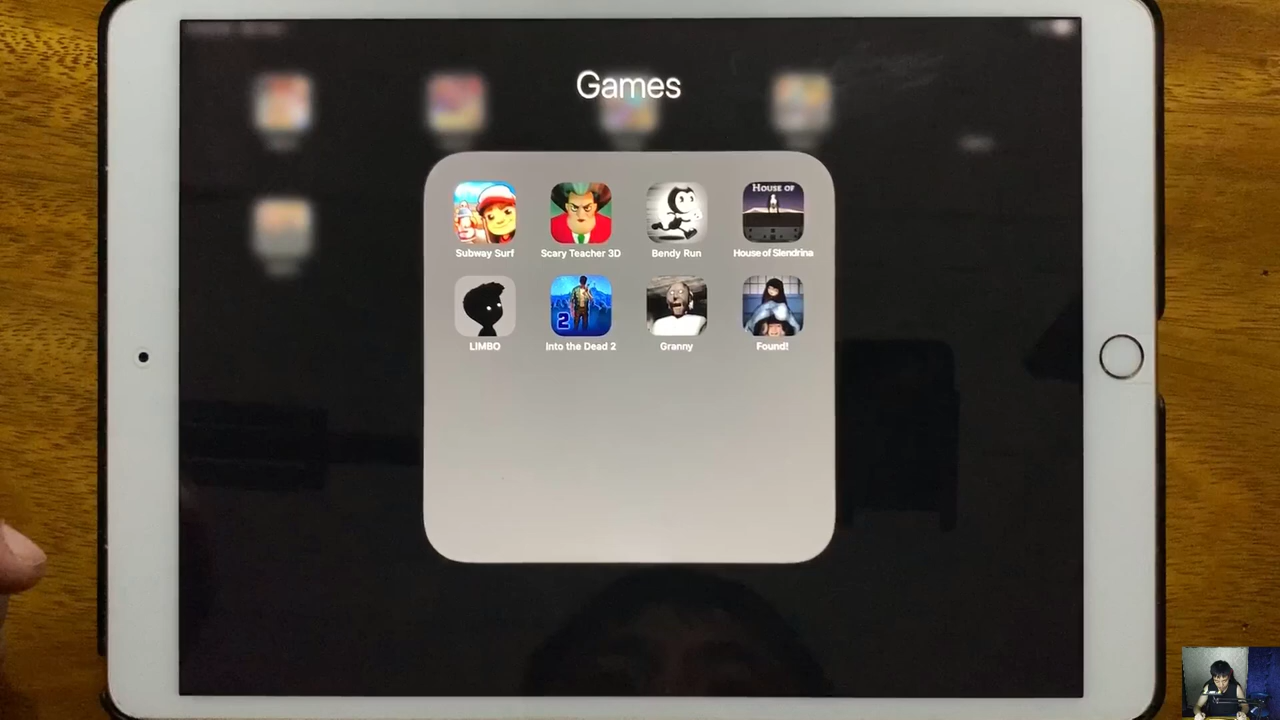 Games
Subway Surf
Scary Teacher 3D
Bendy Run
HOUSE OF
House of Slendrina
LIMBO
2
Into the Dead 2
Granny
Found!